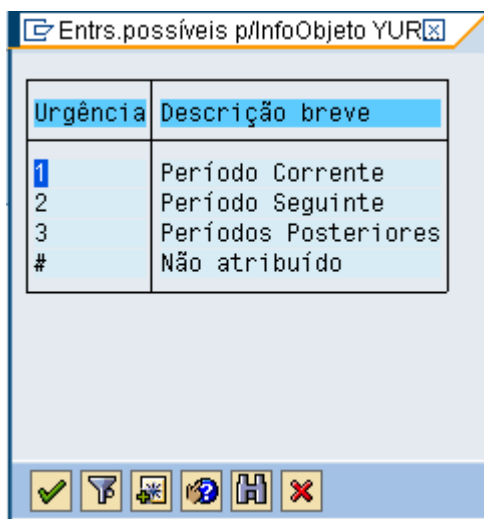 Entrs.possíveis p/InfoObjeto YUR
Urgência Descrição breve
1 Período Corrente
2 Período Seguinte
3 Períodos Posteriores
# Não atribuído